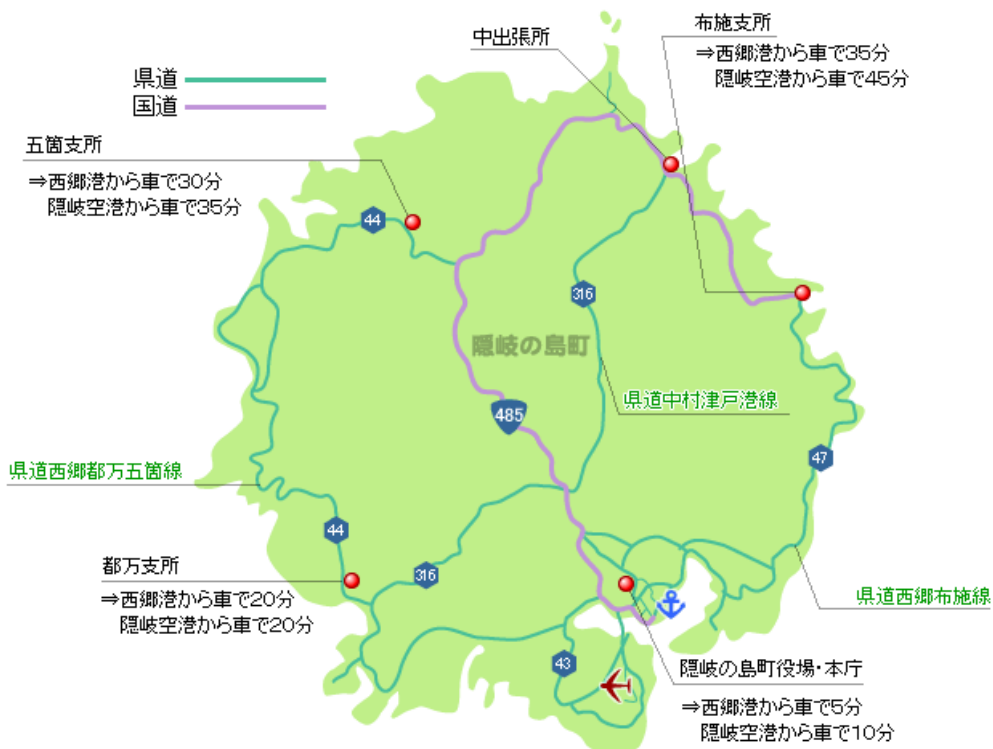 布施支所
⇒西郷港から車で35分
隠岐空港から車で45分
中出張所
県道
国道
五箇支所
⇒西郷港から車で30分
隠岐空港から車で35分
44
316
隠岐の島町
県道中村津戸港線
485
47
県道西郷都万五箇線
44
316
都万支所
⇒西郷港から車で20分
隠岐空港から車で20分
県道西郷布施線
43
隠岐の島町役場・本庁
⇒西郷港から車で5分
隠岐空港から車で10分